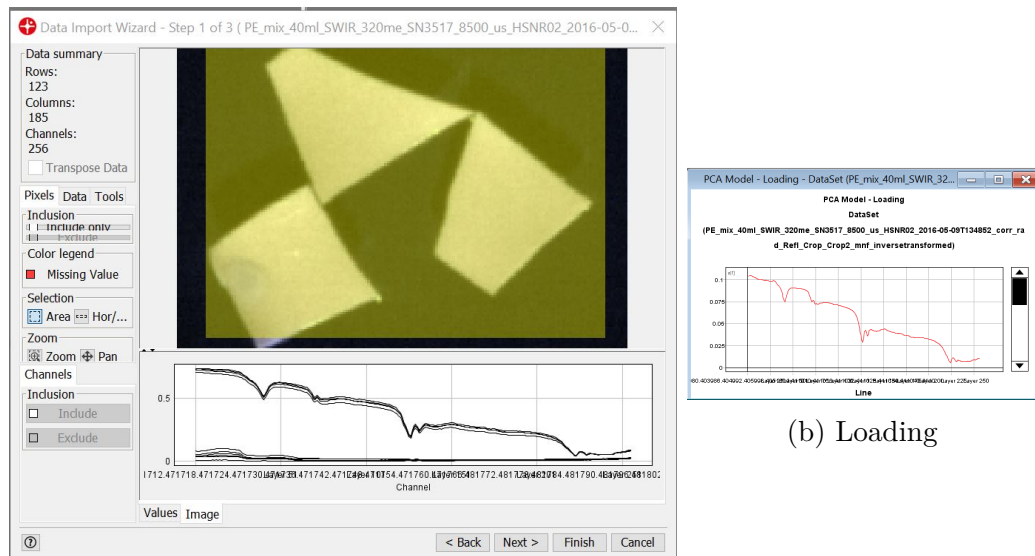 Data Import Wizard - Step 1 of 3 ( PE_mix_40ml_SWIR_320me_SN3517_8500_us_HSNR02_2016-05-0...
Data summary
Rows:
123
Columns:
185
Channels:
256
Transpose Data
Pixels Data Tools
Inclusion
Include only
Exclude
Color legend
Missing Value
Selection
Area Hor/...
Zoom
Zoom Pan
Channels
Inclusion
Include
Exclude
0.5
0
Channel
Values Image
< Back Next > Finish Cancel
PCA Model - Loading - DataSet (PE_mix_40ml_SWIR_32...
PCA Model - Loading
DataSet
(PE_mix_40ml_SWIR_320me_SN3517_8500_us_HSNR02_2016-05-09T134852_corr_ra
d_Refl_Crop_Crop2_mnf_inversetransformed)
0.1
0.075
0.05
0.025
0
Line
(b) Loading